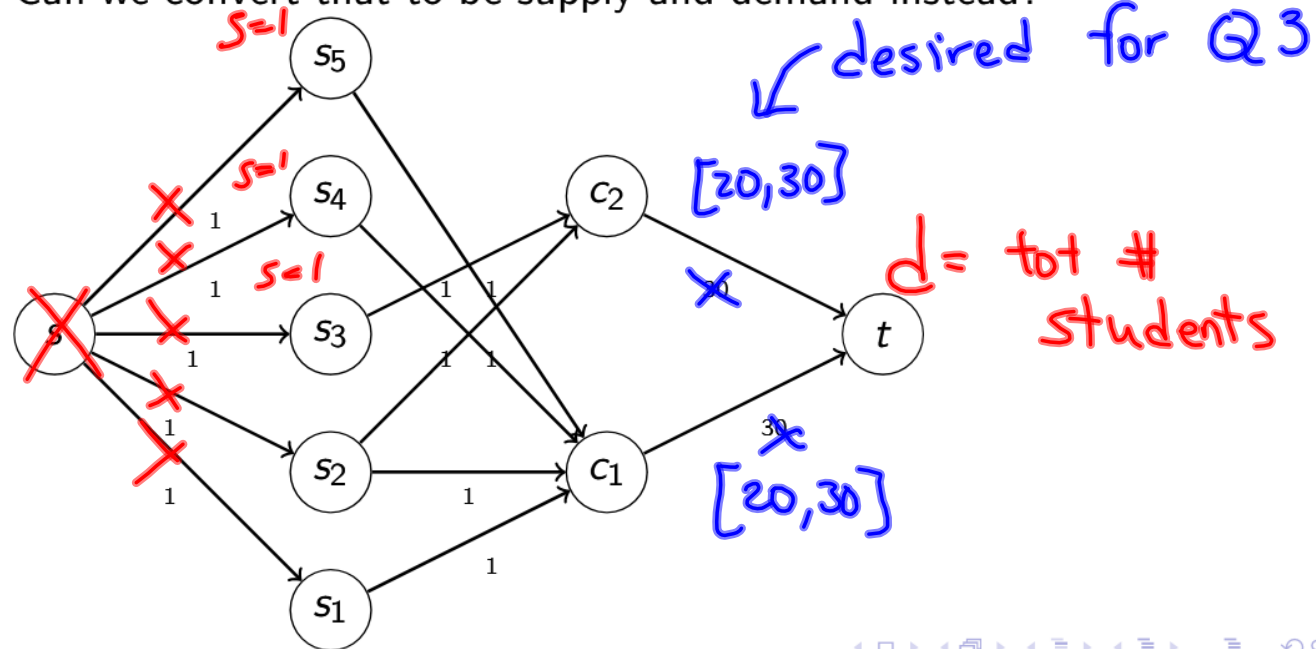 Can we convert that to be supply and demand instead?
desired for Q3
s=1
s5
s=1
s4
1
[20,30]
c2
s=1
1
1 1
30
d= tot #
students
s
s3
t
1
1 1
1
30
s2
c1
[20,30]
1
1
1
s1